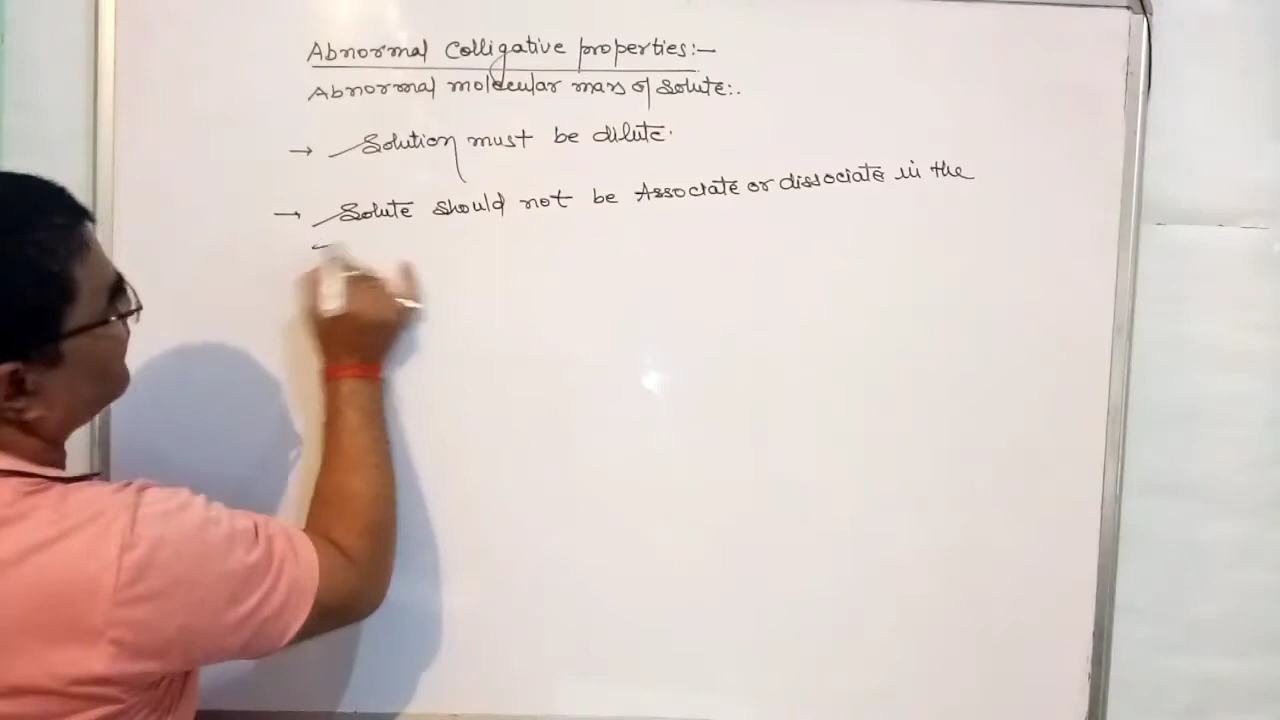 Abnormal Colligative properties:-
Abnormal molecular mass of solute:.
→ Solution must be dilute.
→ Solute should not be Associate or dissociate in the